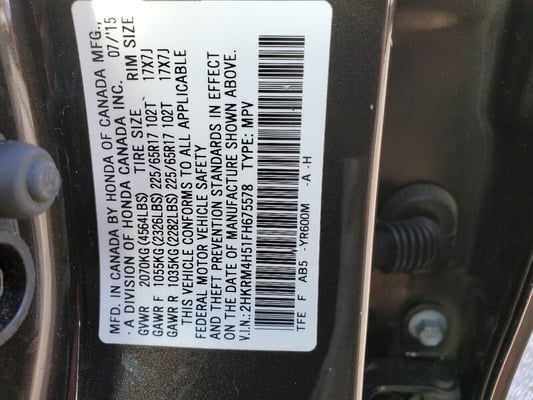 MFD. IN CANADA BY HONDA OF CANADA MFG.,
A DIVISION OF HONDA CANADA INC. 07/'15
GVWR 2070KG (4564LBS) TIRE SIZE RIM SIZE
GAWR F 1055KG (2326LBS) 225/65R17 102T 17X7J
GAWR R 1035KG (2282LBS) 225/65R17 102T 17X7J
THIS VEHICLE CONFORMS TO ALL APPLICABLE
FEDERAL MOTOR VEHICLE SAFETY
AND THEFT PREVENTION STANDARDS IN EFFECT
ON THE DATE OF MANUFACTURE SHOWN ABOVE.
V.I.N.: 2HKRM4H51FH675578 TYPE: MPV
TFE F AB5 -YR600M -A -H